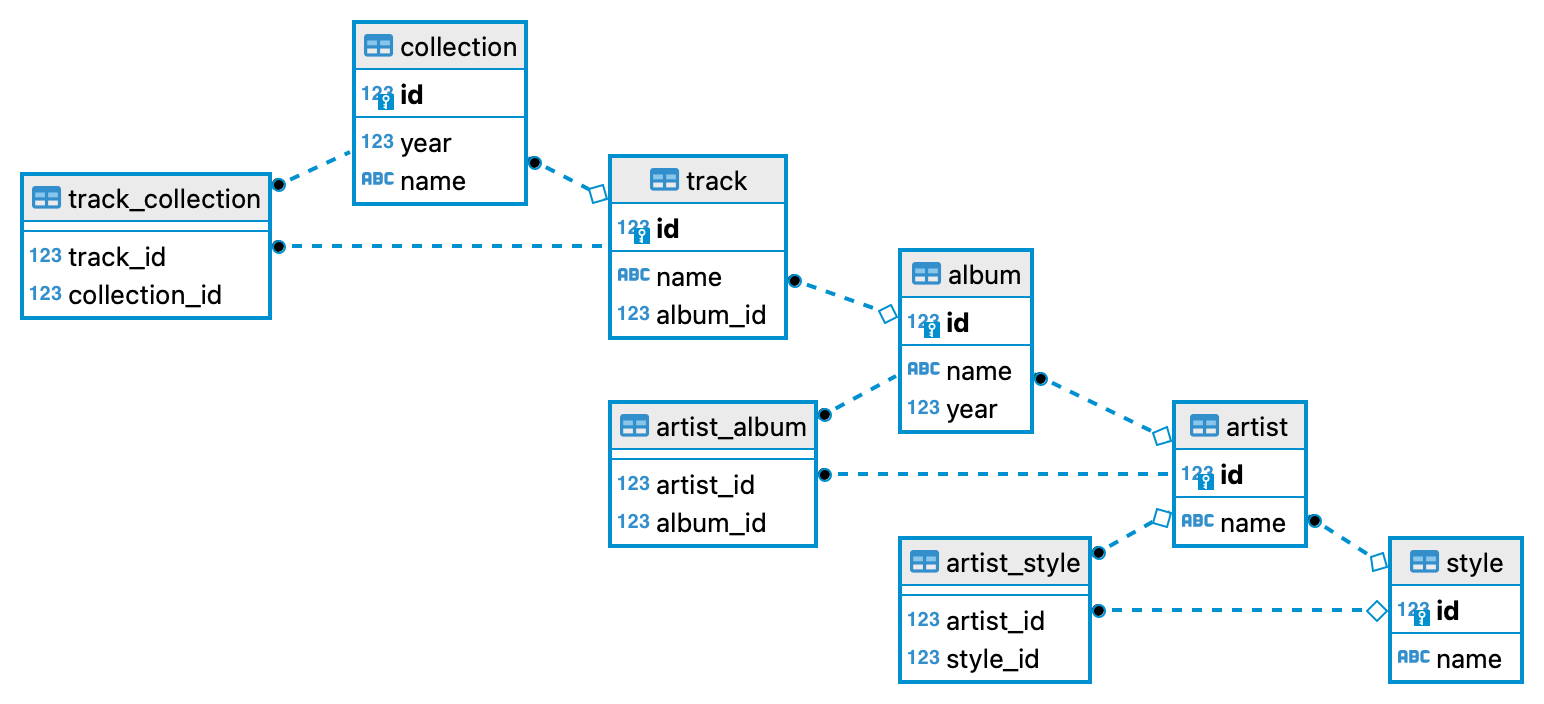 collection
123 id
123 year
ABC name
track_collection
123 track_id
123 collection_id
track
123 id
ABC name
123 album_id
album
123 id
ABC name
123 year
artist_album
123 artist_id
123 album_id
artist
123 id
ABC name
artist_style
123 artist_id
123 style_id
style
123 id
ABC name